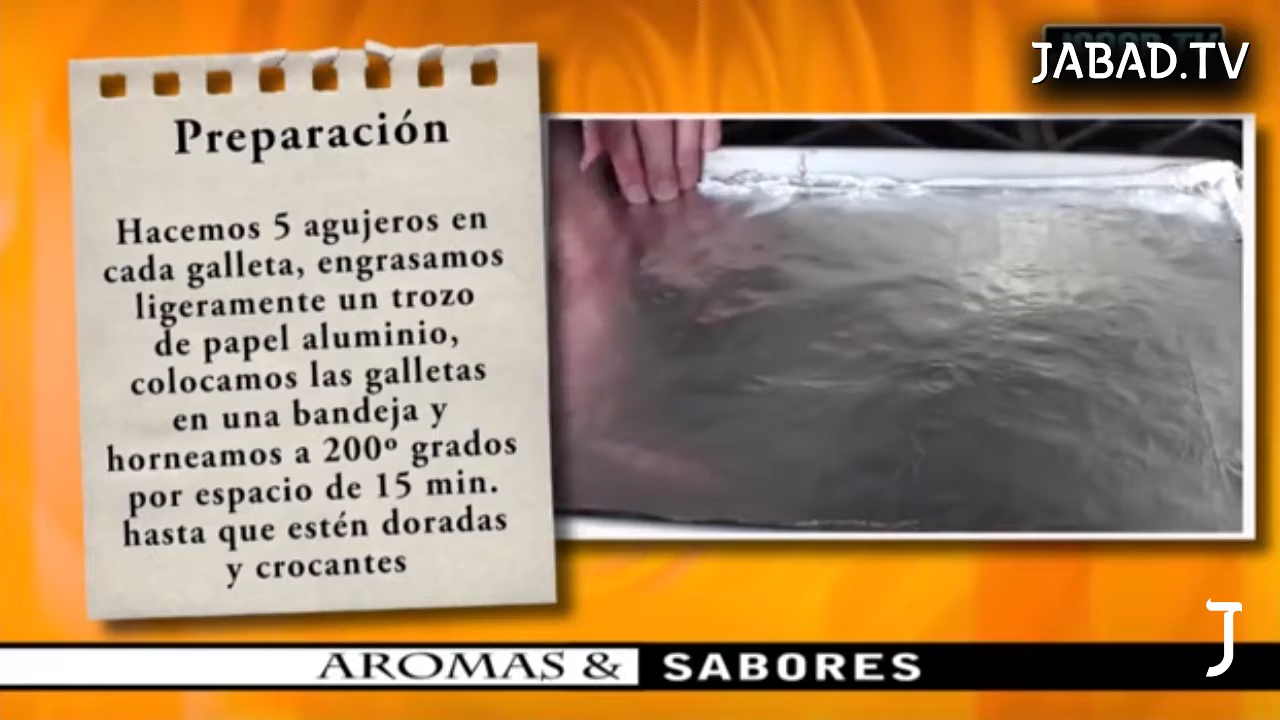 JABAD.TV
Preparación
Hacemos 5 agujeros en
cada galleta, engrasamos
ligeramente un trozo
de papel aluminio,
colocamos las galletas
en una bandeja y
horneamos a 200º grados
por espacio de 15 min.
hasta que estén doradas
y crocantes
J
AROMAS & SABORES